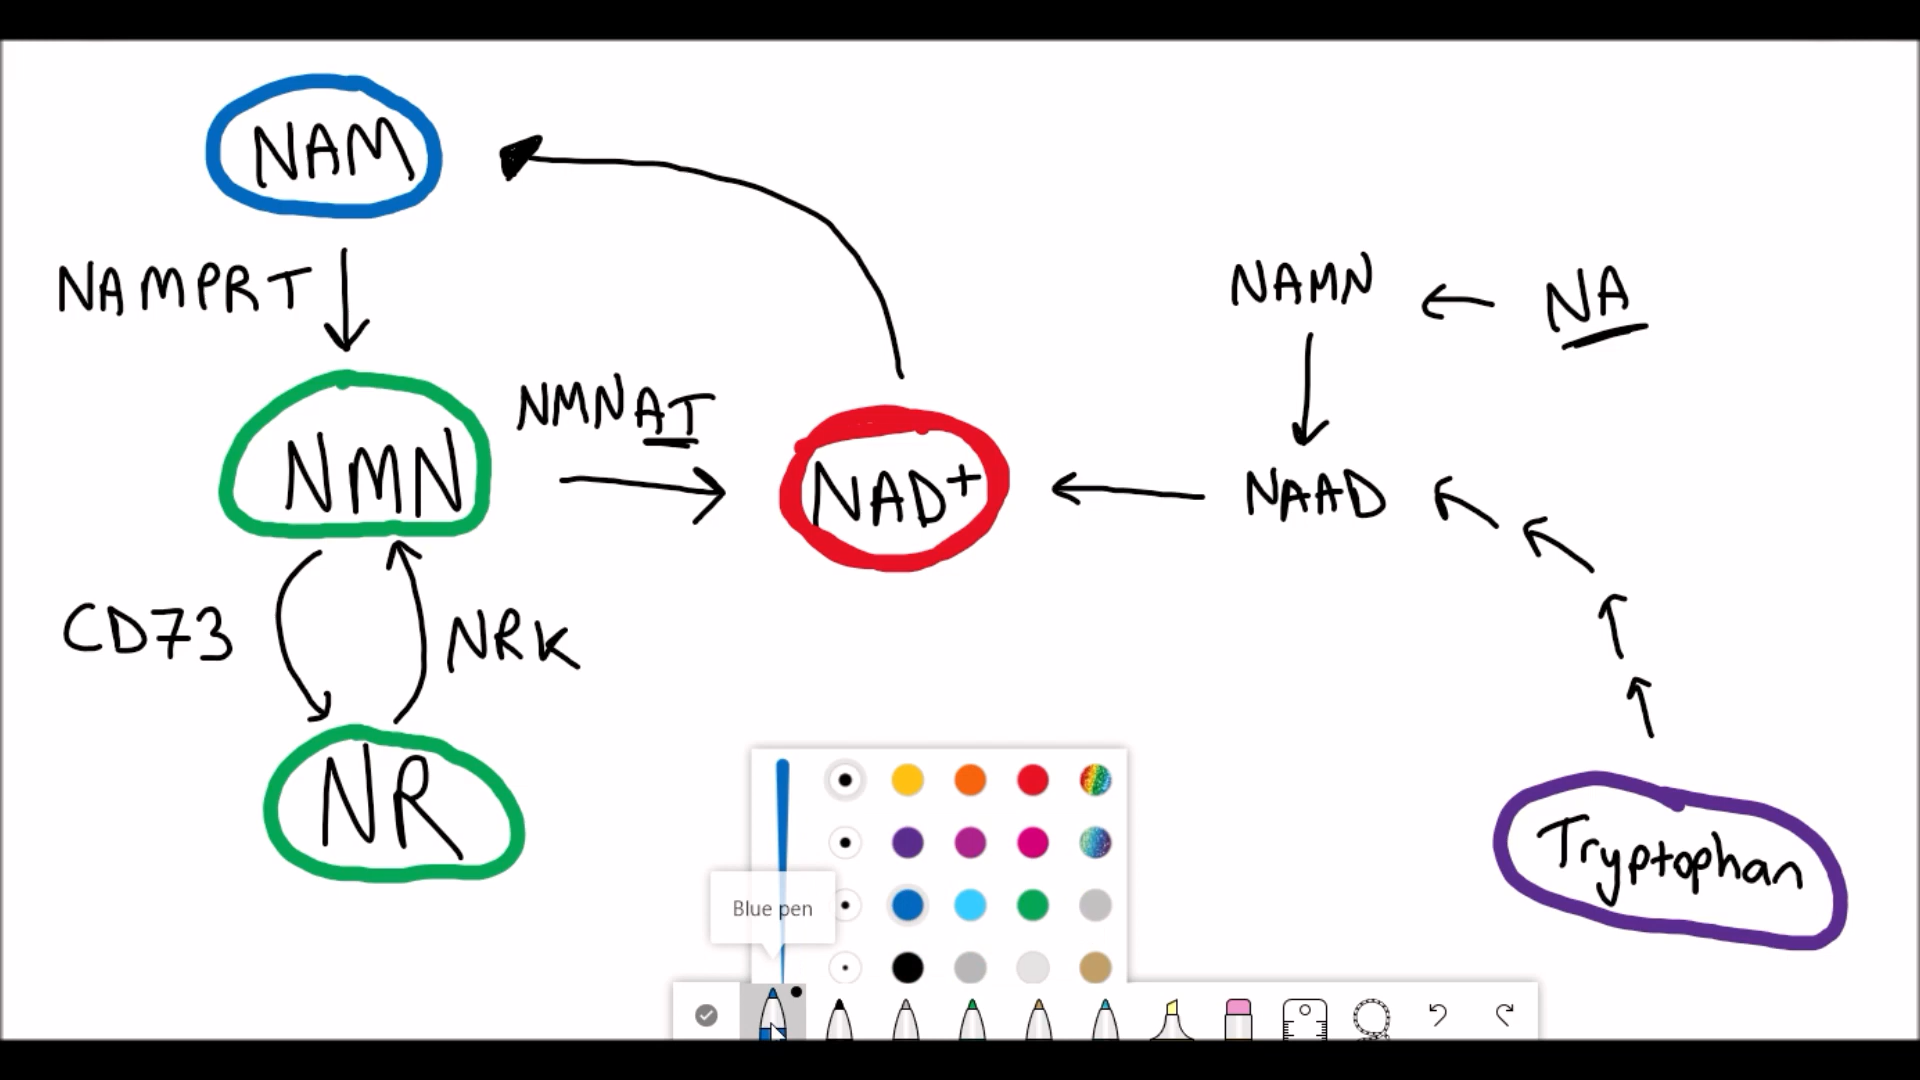 NAM
NAMPRT
NAMN
NA
NMNAT
NMN
NAD+
NAAD
CD73
NRK
NR
Tryptophan
Blue pen